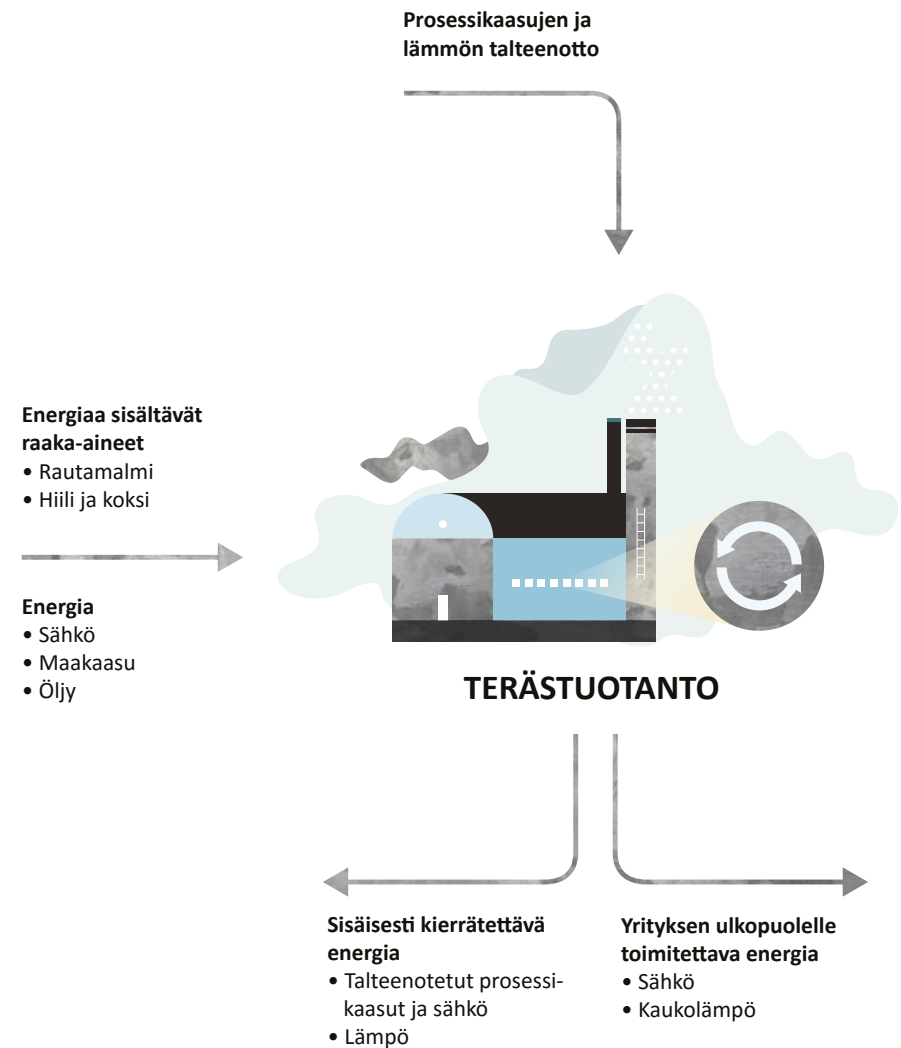 Prosessikaasujen ja
lämmön talteenotto
Energiaa sisältävät
raaka-aineet
• Rautamalmi
• Hiili ja koksi
Energia
• Sähkö
• Maakaasu
• Öljy
TERÄSTUOTANTO
Sisäisesti kierrätettävä
energia
• Talteenotetut prosessi-
kaasut ja sähkö
• Lämpö
Yrityksen ulkopuolelle
toimitettava energia
• Sähkö
• Kaukolämpö